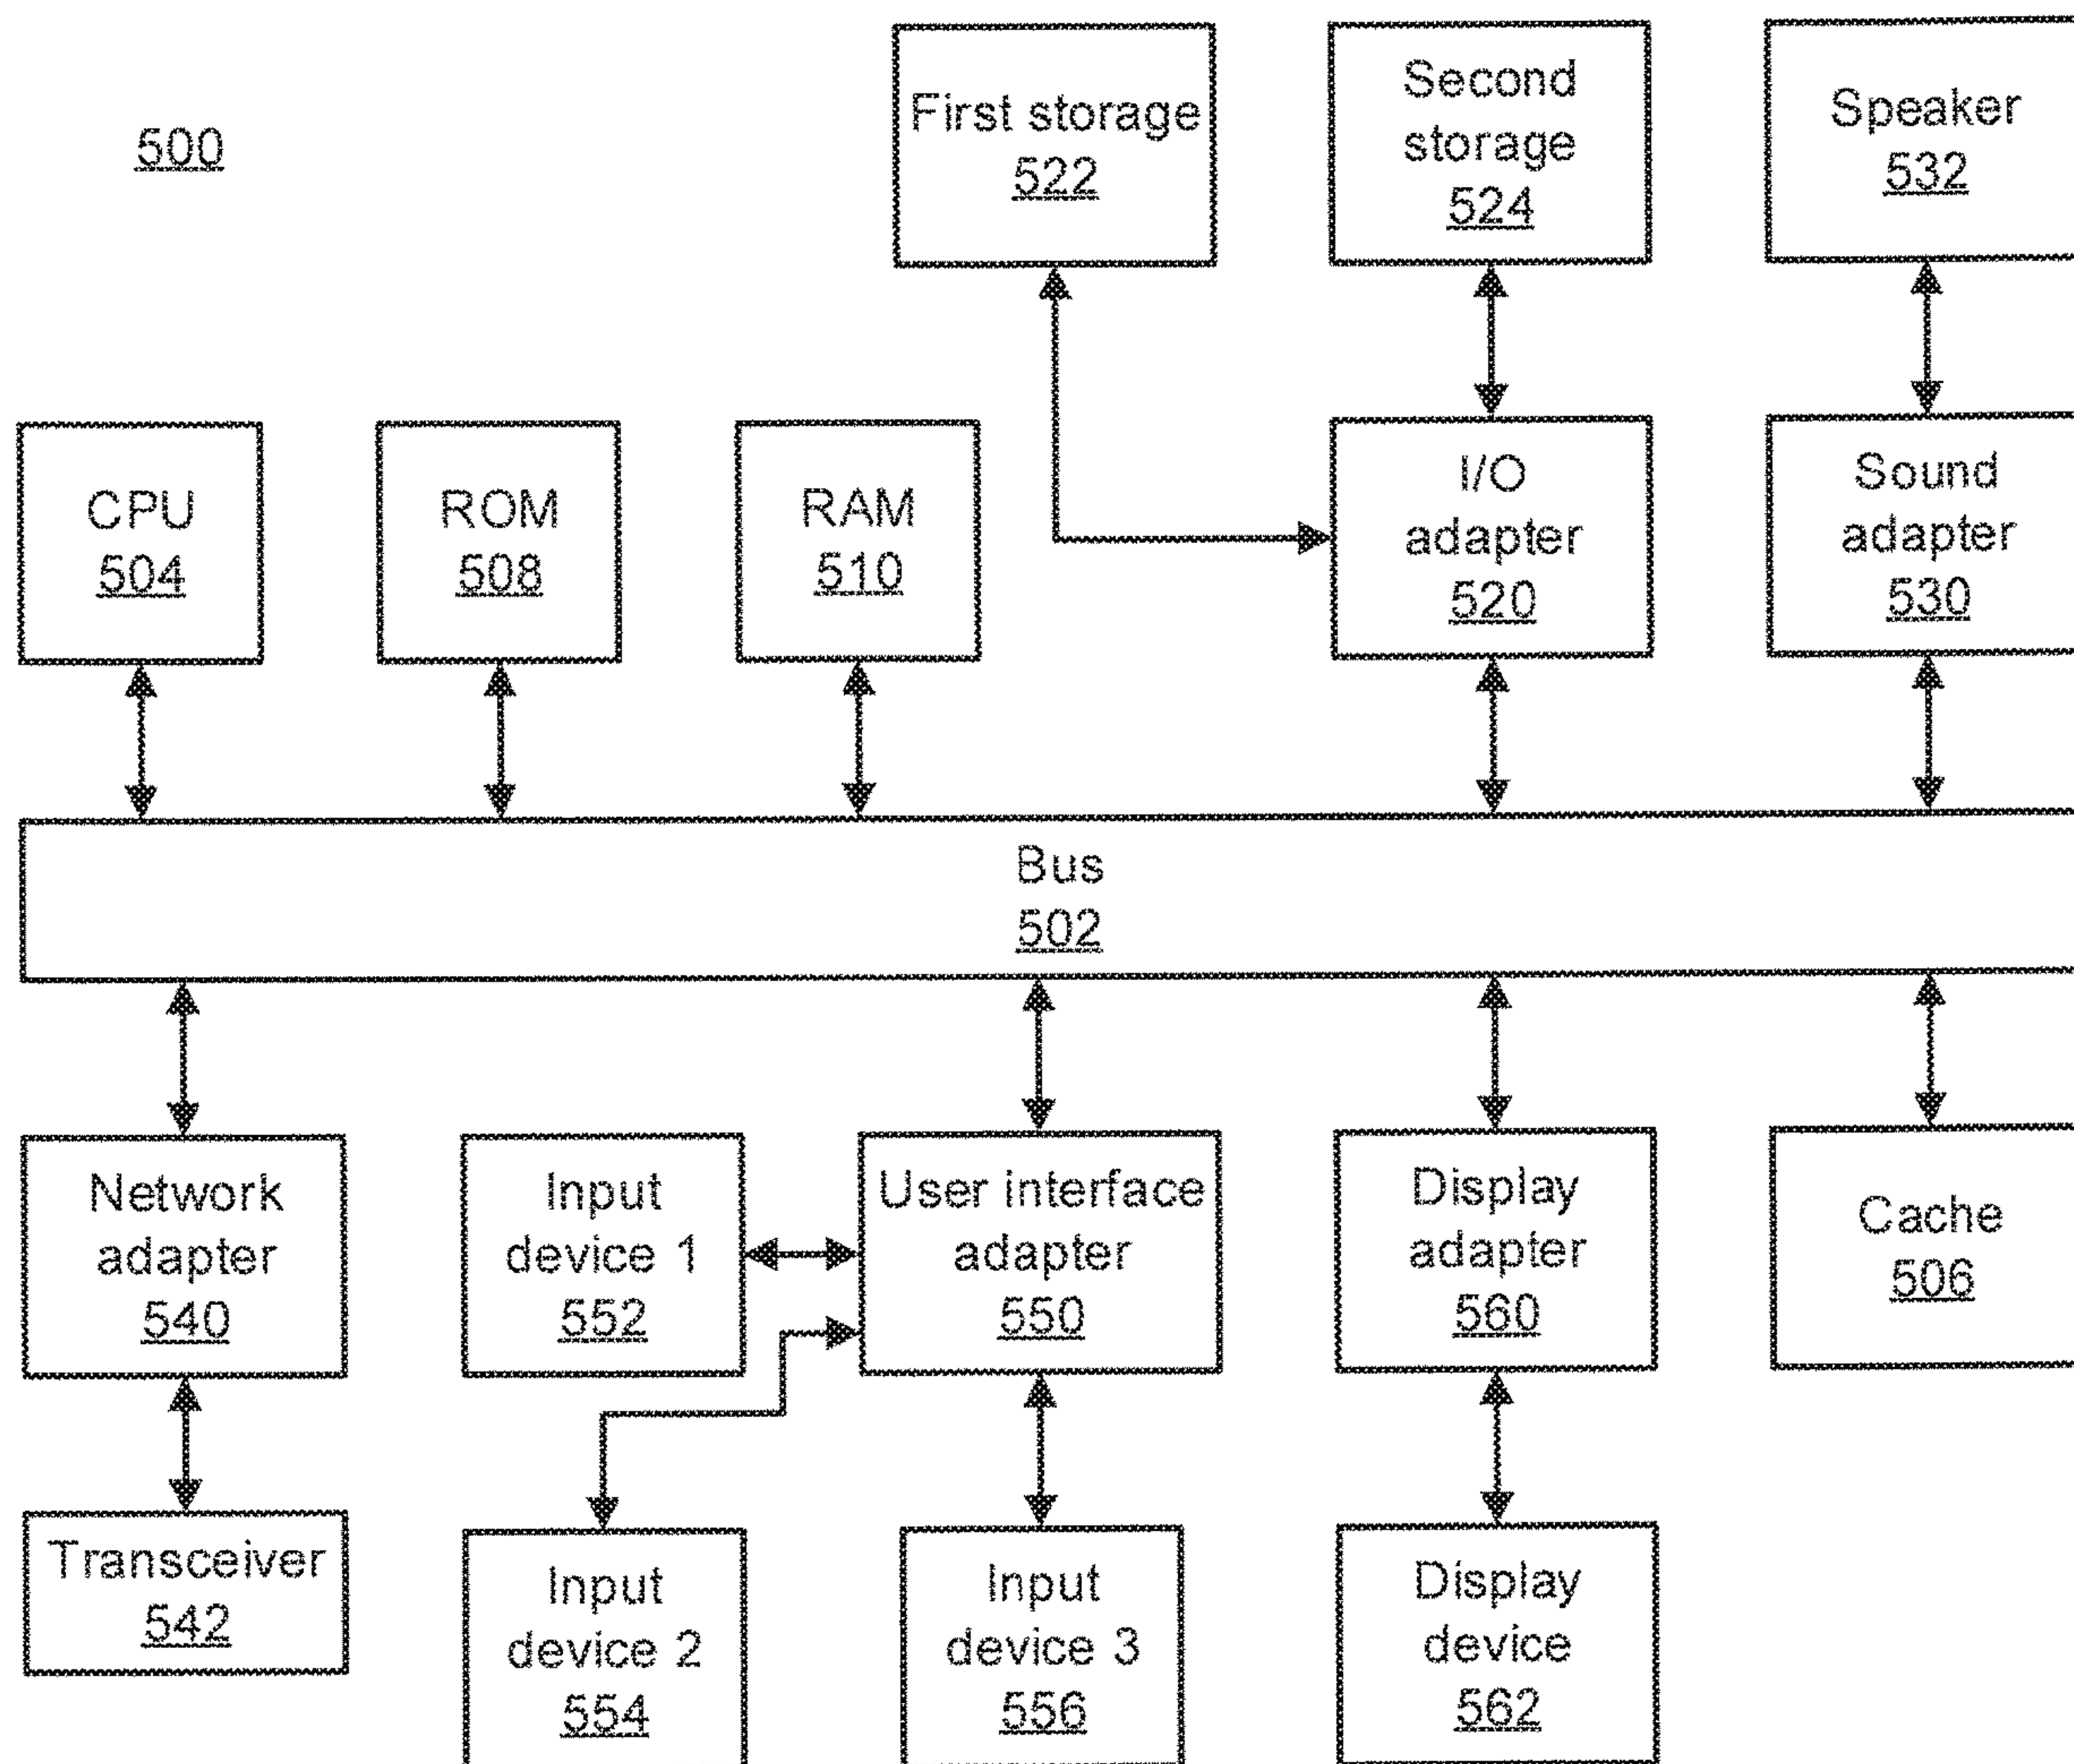 500
First storage
522
Second
storage
524
Speaker
532
CPU
504
ROM
508
RAM
510
I/O
adapter
520
Sound
adapter
530
Bus
502
Network
adapter
540
Input
device 1
552
User interface
adapter
550
Display
adapter
560
Cache
506
Transceiver
542
Input
device 2
554
Input
device 3
556
Display
device
562